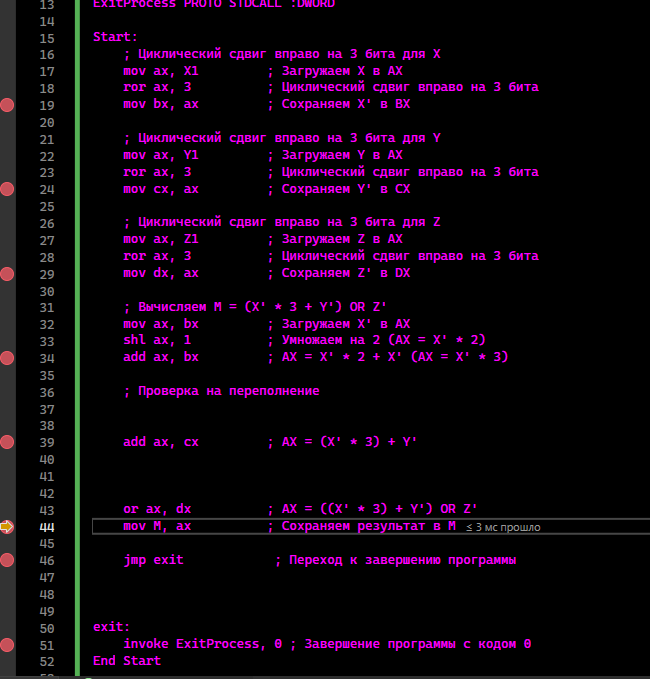 13 ExitProcess PROTO STDCALL :DWORD
14
15 Start:
16 ; Циклический сдвиг вправо на 3 бита для X
17 mov ax, X1 ; Загружаем X в AX
18 ror ax, 3 ; Циклический сдвиг вправо на 3 бита
19 mov bx, ax ; Сохраняем X' в BX
20
21 ; Циклический сдвиг вправо на 3 бита для Y
22 mov ax, Y1 ; Загружаем Y в AX
23 ror ax, 3 ; Циклический сдвиг вправо на 3 бита
24 mov cx, ax ; Сохраняем Y' в CX
25
26 ; Циклический сдвиг вправо на 3 бита для Z
27 mov ax, Z1 ; Загружаем Z в AX
28 ror ax, 3 ; Циклический сдвиг вправо на 3 бита
29 mov dx, ax ; Сохраняем Z' в DX
30
31 ; Вычисляем M = (X' * 3 + Y') OR Z'
32 mov ax, bx ; Загружаем X' в AX
33 shl ax, 1 ; Умножаем на 2 (AX = X' * 2)
34 add ax, bx ; AX = X' * 2 + X' (AX = X' * 3)
35
36 ; Проверка на переполнение
37
38
39 add ax, cx ; AX = (X' * 3) + Y'
40
41
42
43 or ax, dx ; AX = ((X' * 3) + Y') OR Z'
44 mov M, ax ; Сохраняем результат в M ≤ 3 мс прошло
45
46 jmp exit ; Переход к завершению программы
47
48
49
50 exit:
51 invoke ExitProcess, 0 ; Завершение программы с кодом 0
52 End Start